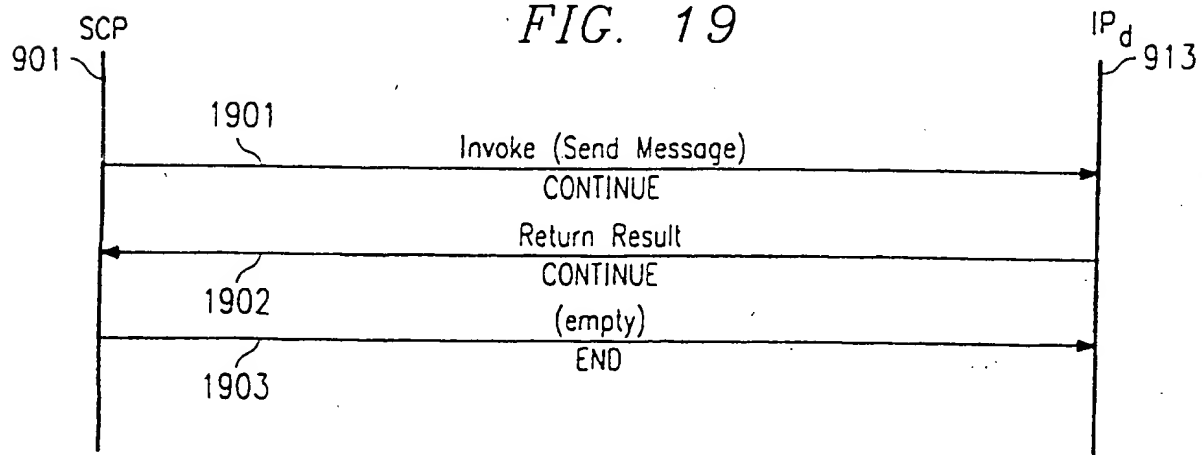 FIG. 19
SCP
IPd
901
913
1901
Invoke (Send Message)
CONTINUE
Return Result
CONTINUE
1902
(empty)
END
1903